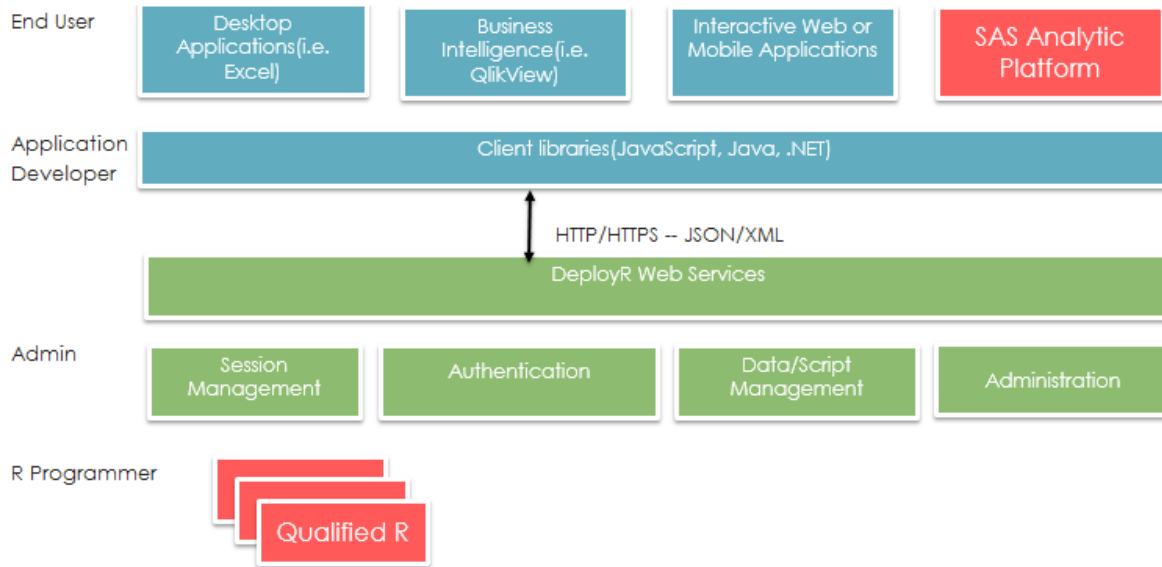 End User
Desktop
Applications(i.e.
Excel)
Business
Intelligence(i.e.
QlikView)
Interactive Web or
Mobile Applications
SAS Analytic
Platform
Application
Developer
Client libraries(JavaScript, Java, .NET)
HTTP/HTTPS -- JSON/XML
DeployR Web Services
Admin
Session
Management
Authentication
Data/Script
Management
Administration
R Programmer
Qualified R